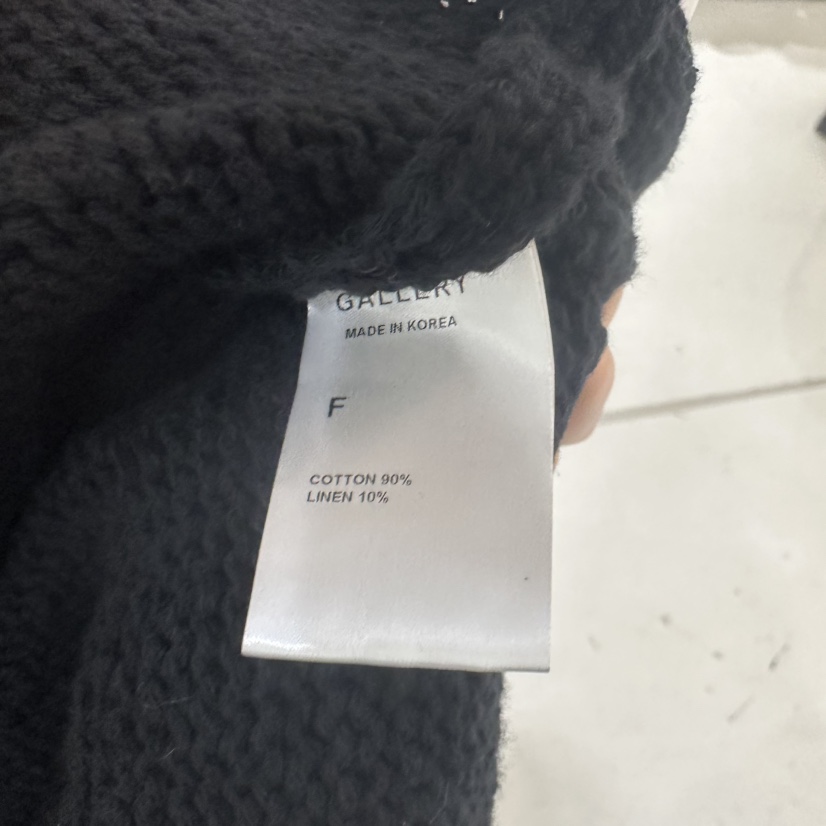 GALLERY
MADE IN KOREA
F
COTTON 90%
LINEN 10%